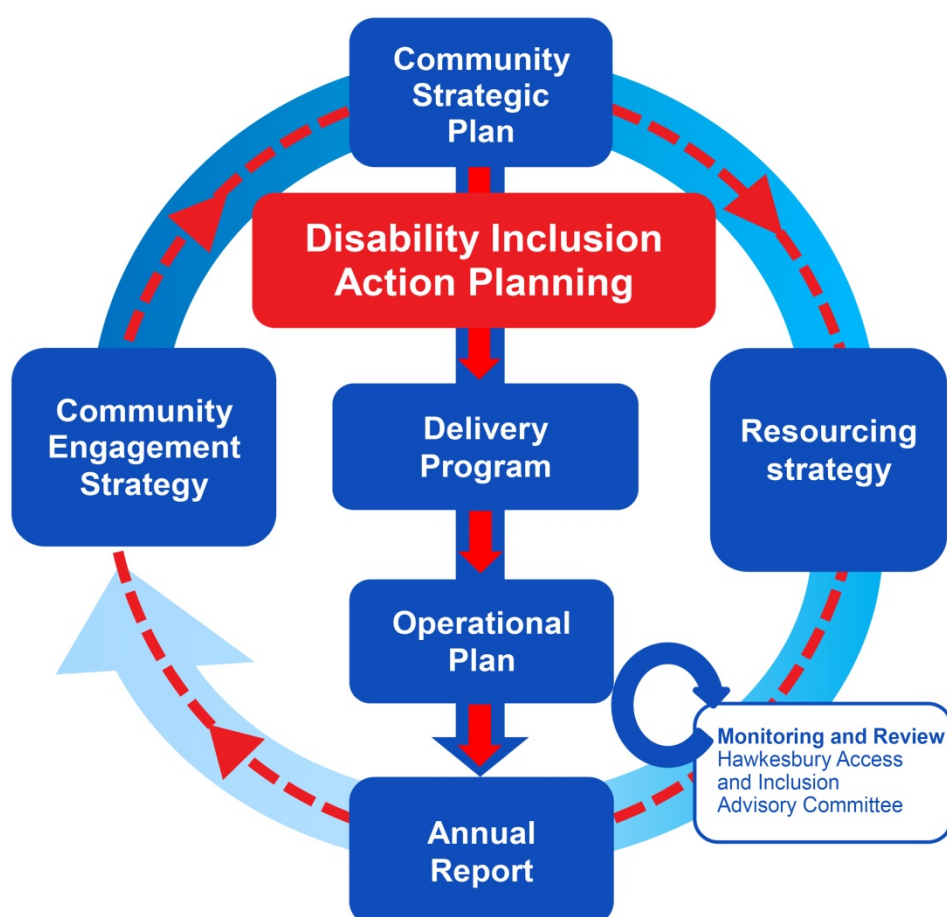 Community
Strategic
Plan
Disability Inclusion
Action Planning
Community
Engagement
Strategy
Delivery
Program
Resourcing
strategy
Operational
Plan
Monitoring and Review
Hawkesbury Access
and Inclusion
Advisory Committee
Annual
Report